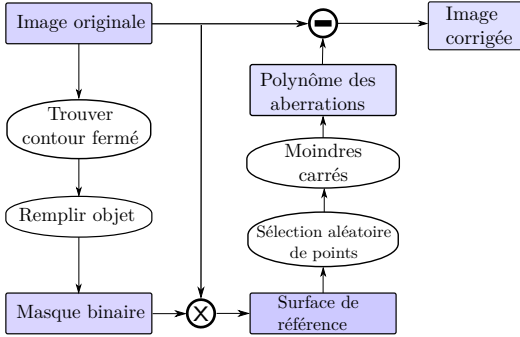 Image originale
Trouver
contour fermé
Remplir objet
Masque binaire
X
Surface de
référence
Sélection aléatoire
de points
Moindres
carrés
Polynôme des
aberrations
Image
corrigée